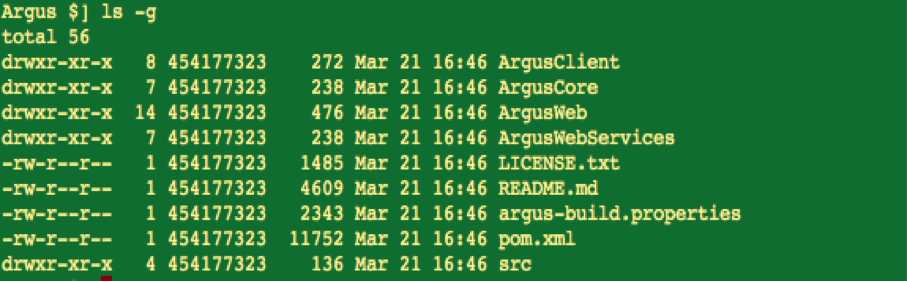 Argus $] ls -g
total 56
drwxr-xr-x 8 454177323 272 Mar 21 16:46 ArgusClient
drwxr-xr-x 7 454177323 238 Mar 21 16:46 ArgusCore
drwxr-xr-x 14 454177323 476 Mar 21 16:46 ArgusWeb
drwxr-xr-x 7 454177323 238 Mar 21 16:46 ArgusWebServices
-rw-r--r-- 1 454177323 1485 Mar 21 16:46 LICENSE.txt
-rw-r--r-- 1 454177323 4609 Mar 21 16:46 README.md
-rw-r--r-- 1 454177323 2343 Mar 21 16:46 argus-build.properties
-rw-r--r-- 1 454177323 11752 Mar 21 16:46 pom.xml
drwxr-xr-x 4 454177323 136 Mar 21 16:46 src